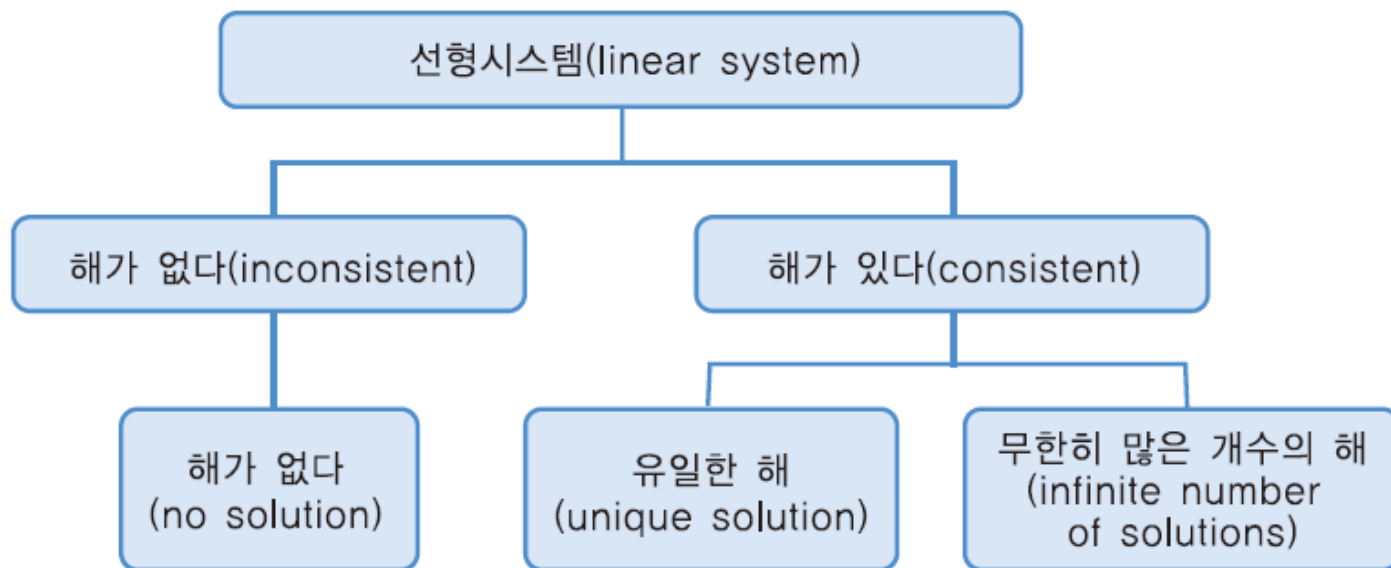 선형시스템(linear system)
해가 없다(inconsistent)
해가 있다(consistent)
해가 없다
(no solution)
유일한 해
(unique solution)
무한히 많은 개수의 해
(infinite number
of solutions)